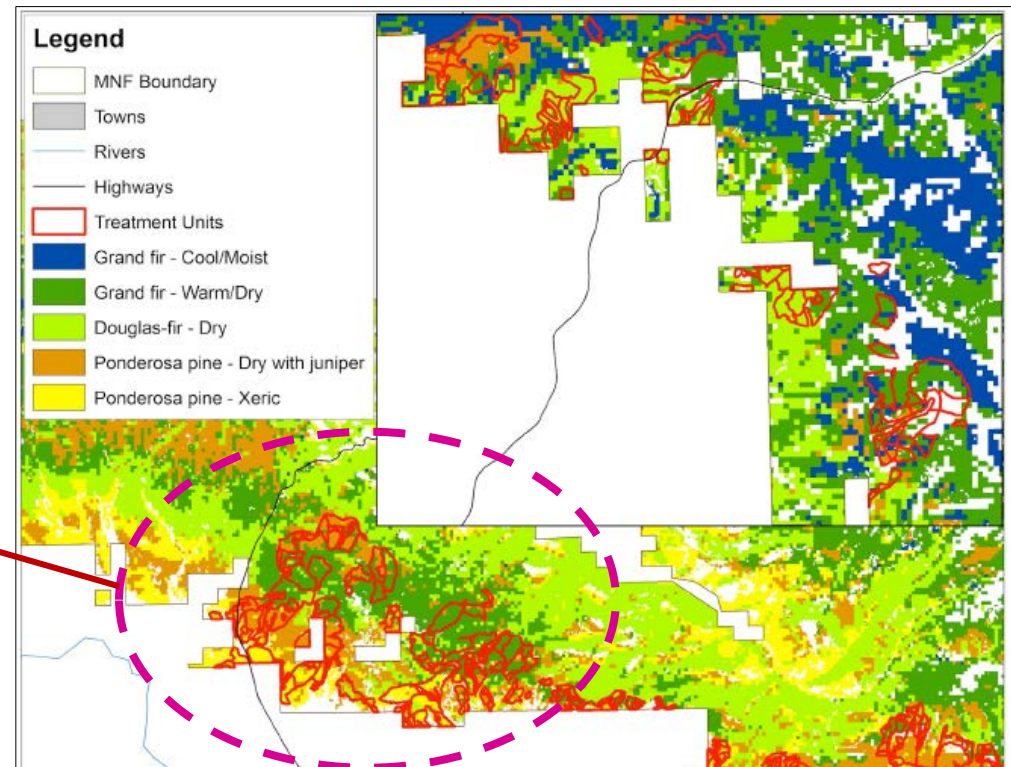 Legend
MNF Boundary
Towns
Rivers
Highways
Treatment Units
Grand fir - Cool/Moist
Grand fir - Warm/Dry
Douglas-fir - Dry
Ponderosa pine - Dry with juniper
Ponderosa pine - Xeric